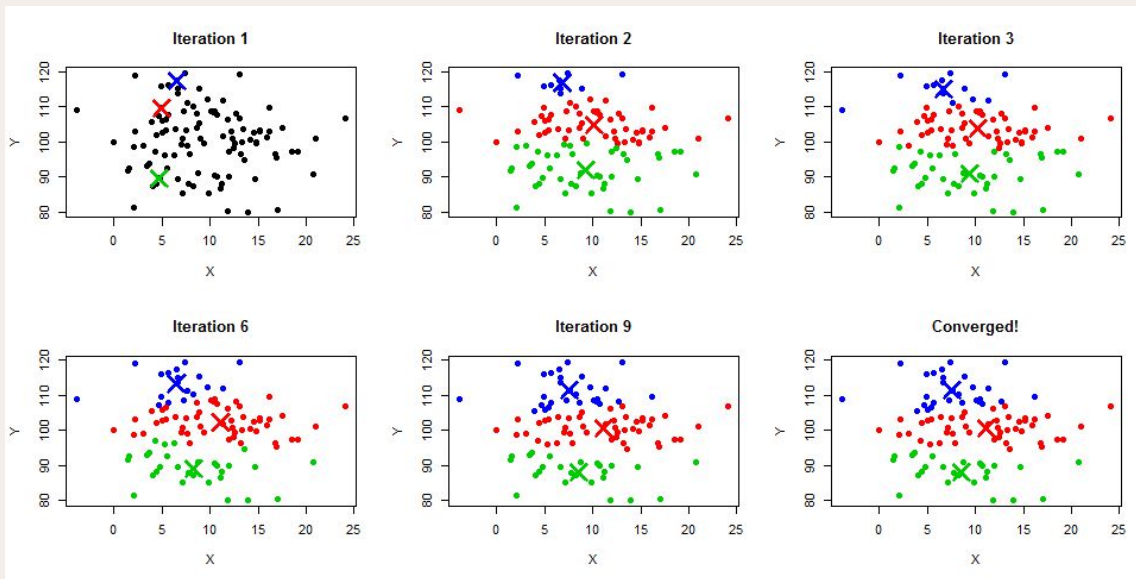 Iteration 1
Y
80 90 100 110 120
0 5 10 15 20 25
X
Iteration 2
Y
80 90 100 110 120
0 5 10 15 20 25
X
Iteration 3
Y
80 90 100 110 120
0 5 10 15 20 25
X
Iteration 6
Y
80 90 100 110 120
0 5 10 15 20 25
X
Iteration 9
Y
80 90 100 110 120
0 5 10 15 20 25
X
Converged!
Y
80 90 100 110 120
0 5 10 15 20 25
X